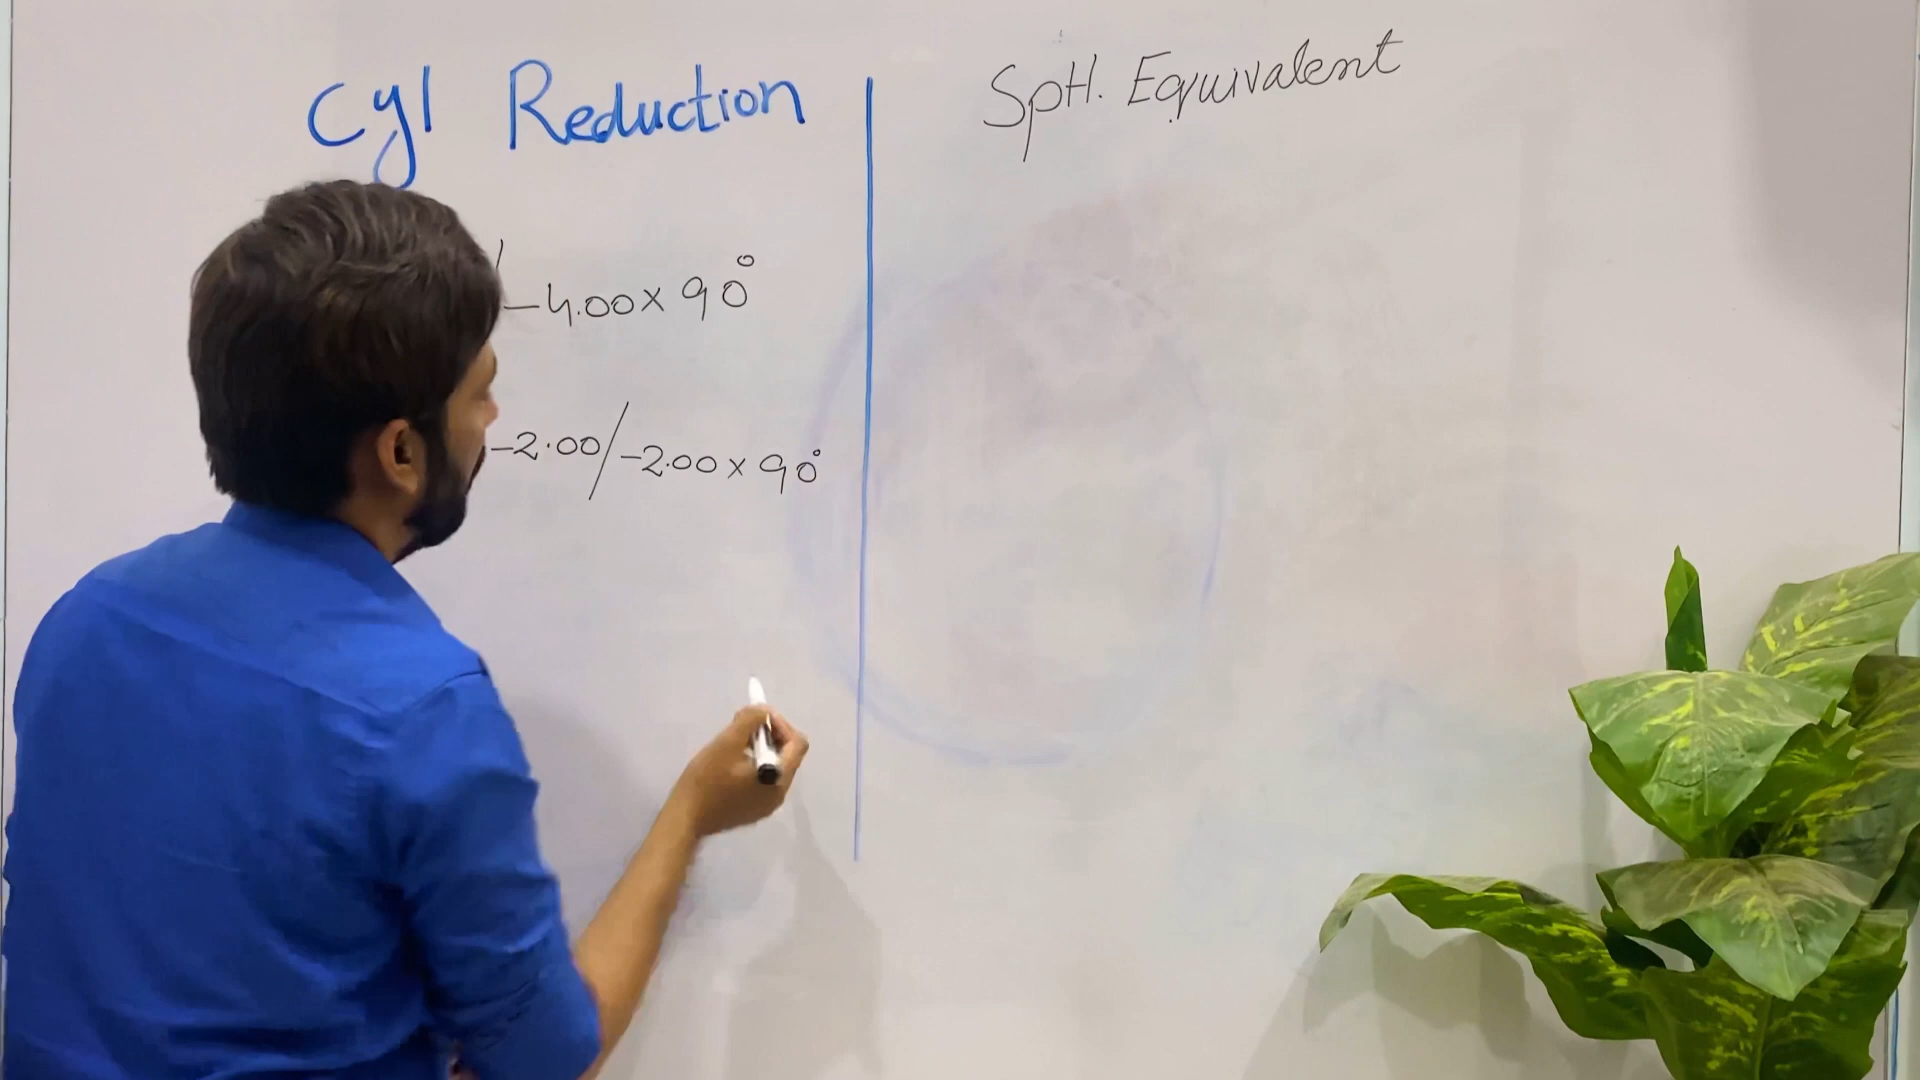 Cyl Reduction
SpH. Equivalent
/-4.00 x 90°
-2.00/-2.00 x 90°